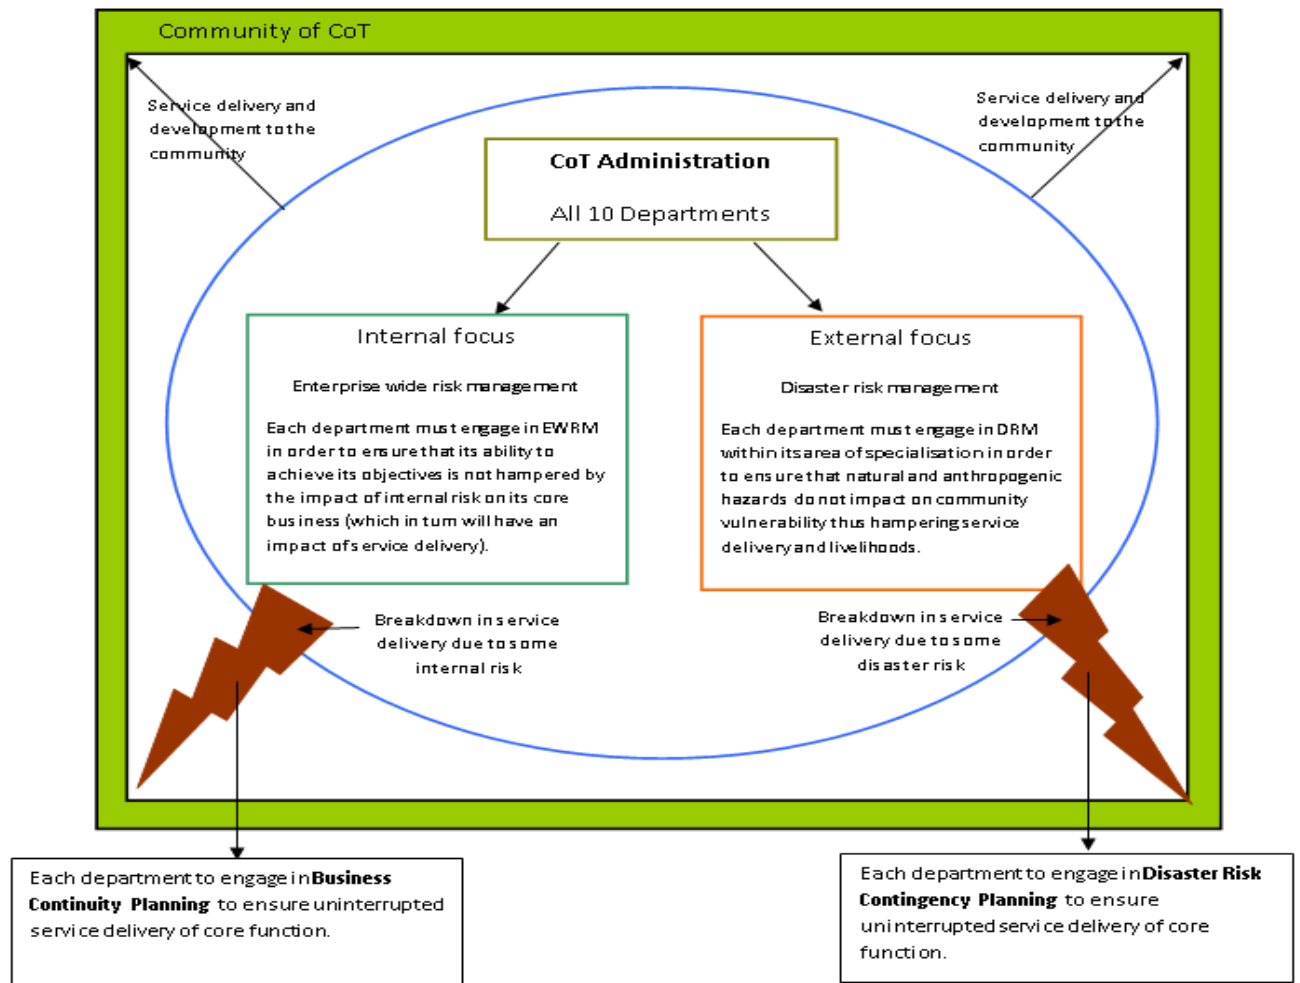 Community of CoT
Service delivery and
development to the
community
Service delivery and
development to the
community
CoT Administration
All 10 Departments
Internal focus
Enterprise wide risk management
Each department must engage in EWRM
in order to ensure that its ability to
achieve its objectives is not hampered by
the impact of internal risk on its core
business (which in turn will have an
impact of service delivery).
External focus
Disaster risk management
Each department must engage in DRM
within its area of specialisation in order
to ensure that natural and anthropogenic
hazards do not impact on community
vulnerability thus hampering service
delivery and livelihoods.
Breakdown in service
delivery due to some
internal risk
Breakdown in service
delivery due to some
disaster risk
Each department to engage in Business
Continuity Planning to ensure uninterrupted
service delivery of core function.
Each department to engage in Disaster Risk
Contingency Planning to ensure
uninterrupted service delivery of core
function.